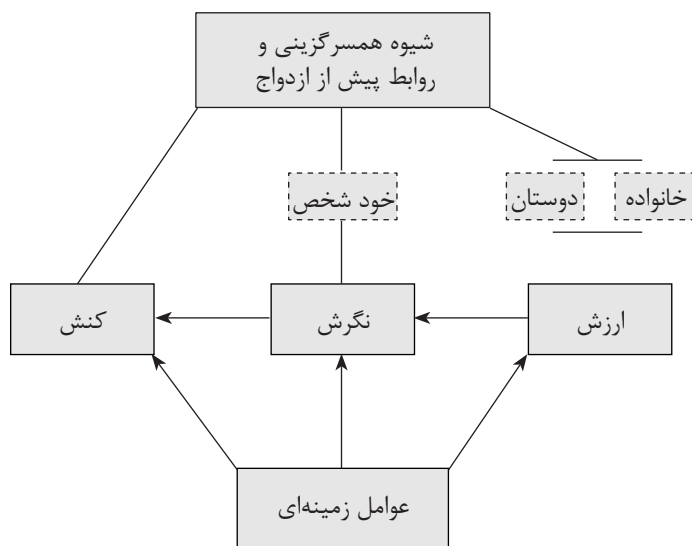 شیوه همسرگزینی و
روابط پیش از ازدواج
خانواده
دوستان
خود شخص
ارزش
نگرش
کنش
عوامل زمینه‌ای